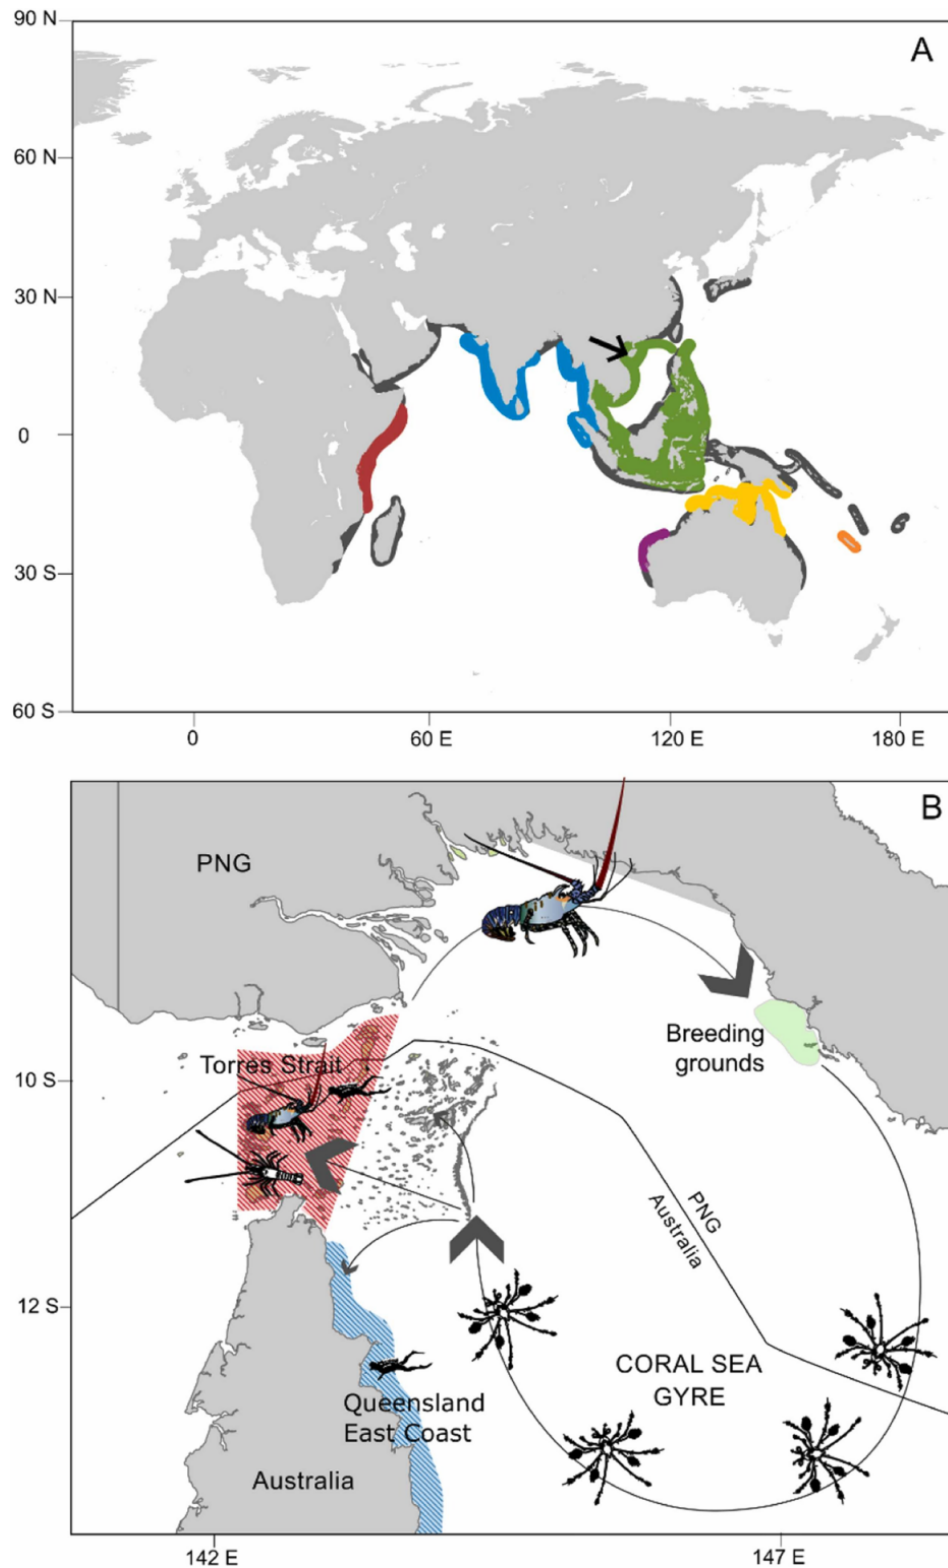 90 N
A
60 N
30 N
0
30 S
60 S
0
60 E
120 E
180 E
B
PNG
Breeding
grounds
Torres Strait
10 S
PNG
Australia
12 S
CORAL SEA
GYRE
Queensland
East Coast
Australia
142 E
147 E